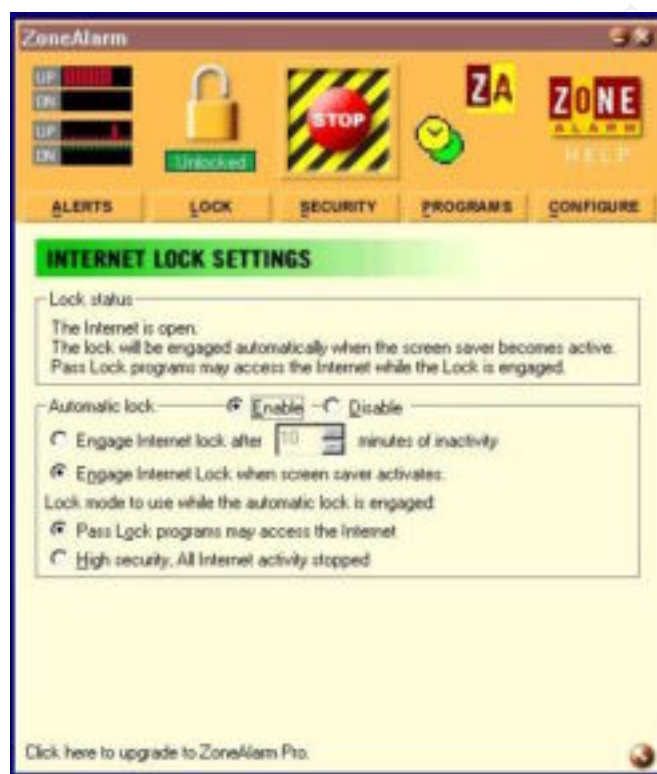 ZoneAlarm
UP
DN
UP
DN
Unlocked
STOP
ZA
ZONE
ALARM
HELP
ALERTS
LOCK
SECURITY
PROGRAMS
CONFIGURE
INTERNET LOCK SETTINGS
Lock status
The Internet is open.
The lock will be engaged automatically when the screen saver becomes active.
Pass Lock programs may access the Internet while the Lock is engaged.
Automatic lock Enable Disable
Engage Internet lock after 10 minutes of inactivity
Engage Internet Lock when screen saver activates.
Lock mode to use while the automatic lock is engaged
Pass Lock programs may access the Internet
High security, All Internet activity stopped
Click here to upgrade to ZoneAlarm Pro.